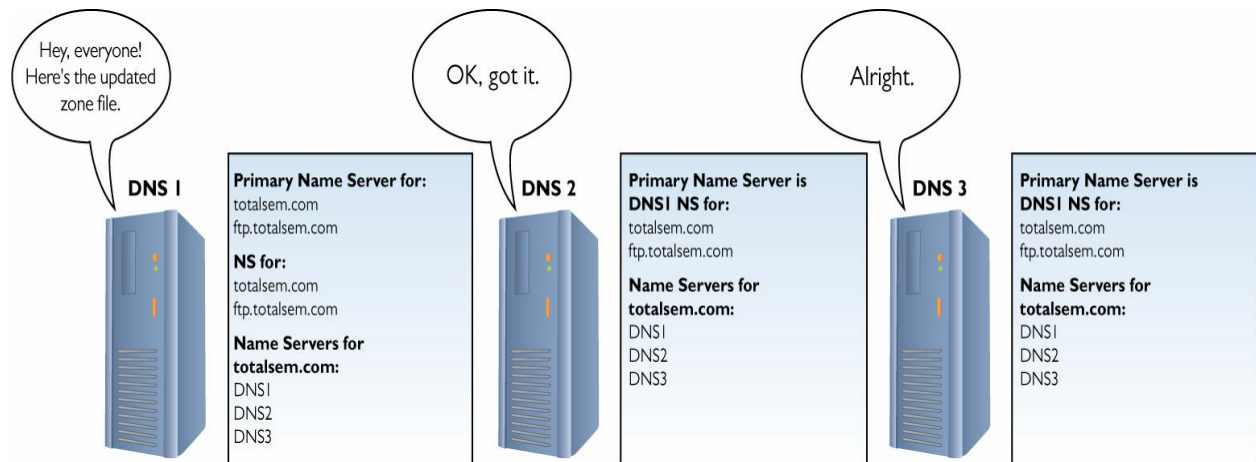 Hey, everyone!
Here's the updated
zone file.
OK, got it.
Alright.
DNS 1
Primary Name Server for:
totalsem.com
ftp.totalsem.com
NS for:
totalsem.com
ftp.totalsem.com
Name Servers for
totalsem.com:
DNS1
DNS2
DNS3
DNS 2
Primary Name Server is
DNS1 NS for:
totalsem.com
ftp.totalsem.com
Name Servers for
totalsem.com:
DNS1
DNS2
DNS3
DNS 3
Primary Name Server is
DNS1 NS for:
totalsem.com
ftp.totalsem.com
Name Servers for
totalsem.com:
DNS1
DNS2
DNS3